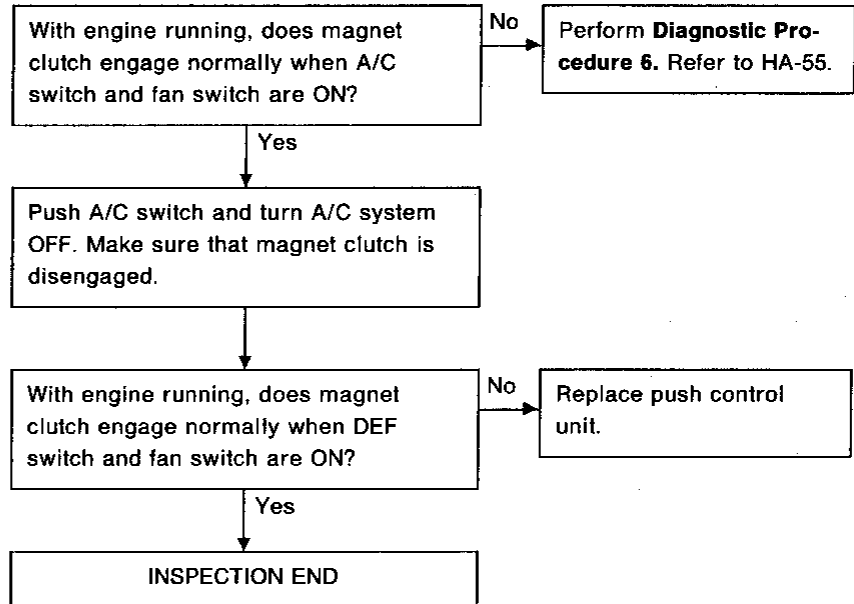 With engine running, does magnet
clutch engage normally when A/C
switch and fan switch are ON?
No
Perform Diagnostic Pro-
cedure 6. Refer to HA-55.
Yes
Push A/C switch and turn A/C system
OFF. Make sure that magnet clutch is
disengaged.
With engine running, does magnet
clutch engage normally when DEF
switch and fan switch are ON?
No
Replace push control
unit.
Yes
INSPECTION END